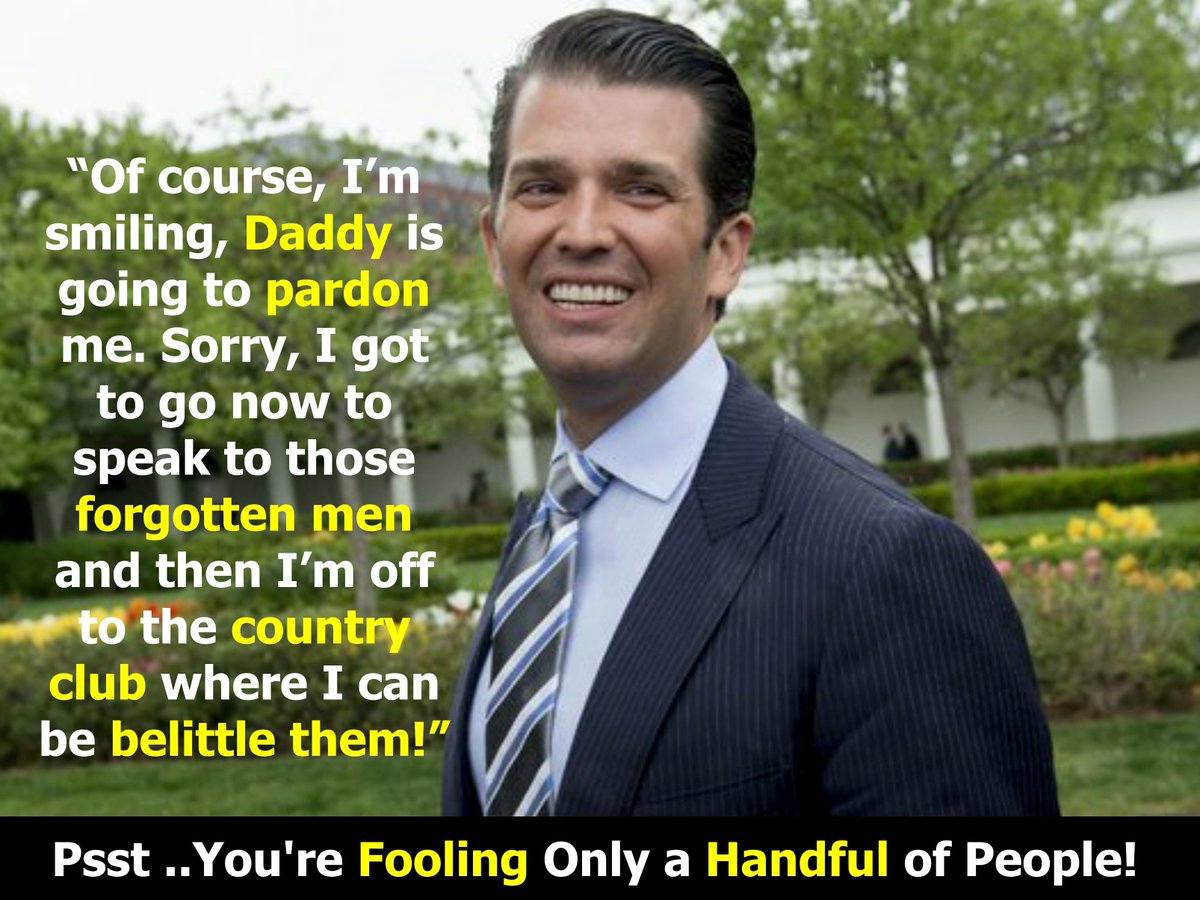 “Of course, I’m
smiling, Daddy is
going to pardon
me. Sorry, I got
to go now to
speak to those
forgotten men
and then I’m off
to the country
club where I can
be belittle them!”
Psst ..You're Fooling Only a Handful of People!